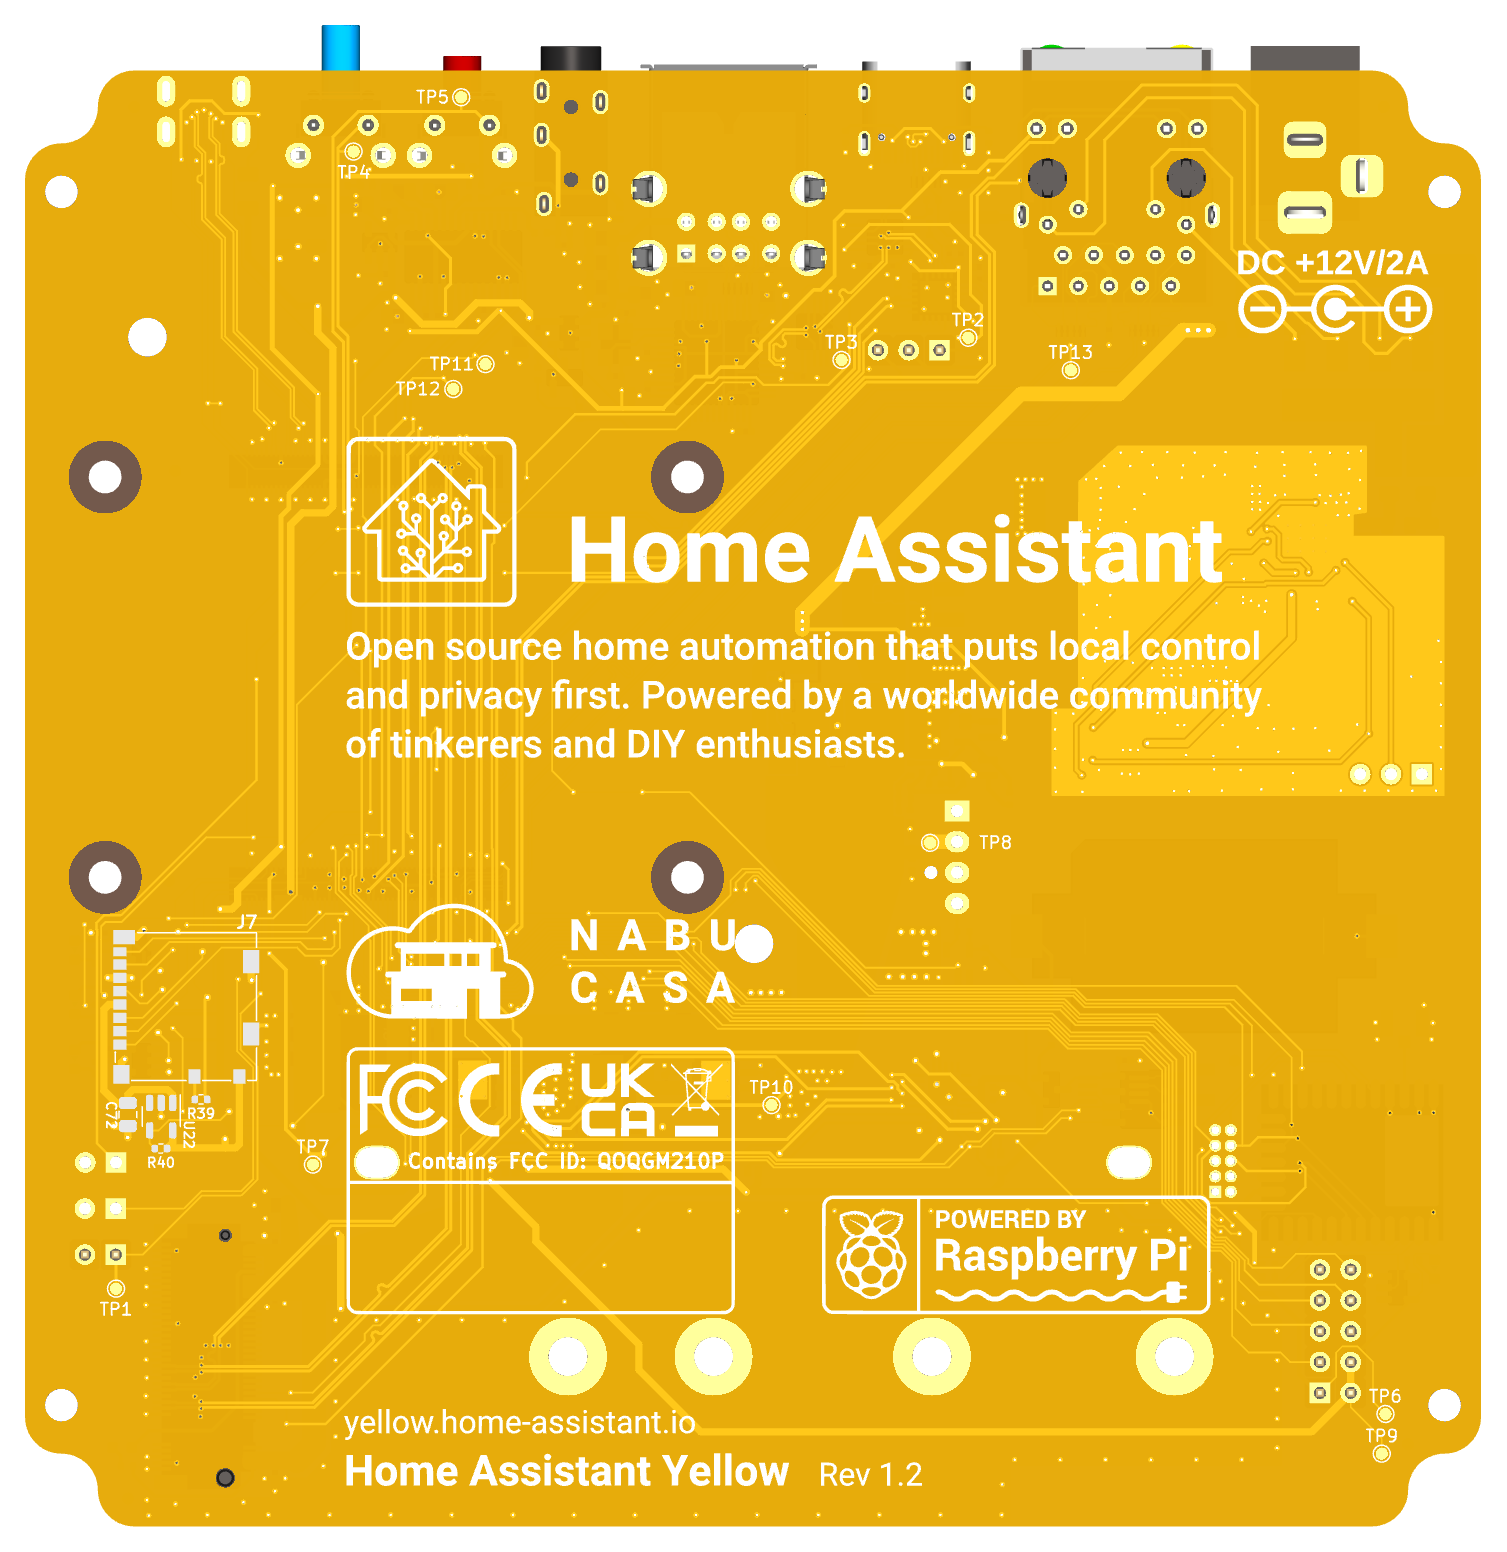 TP5
TP4
DC +12V/2A
TP2
TP3
TP13
TP11
TP12
Home Assistant
Open source home automation that puts local control
and privacy first. Powered by a worldwide community
of tinkerers and DIY enthusiasts.
TP8
J7
NABU
CASA
FCC CE CE UK
CA
TP10
C72
R39
U22
R40
TP7
Contains FCC ID: QOQGM210P
POWERED BY
Raspberry Pi
TP1
TP6
TP9
yellow.home-assistant.io
Home Assistant Yellow Rev 1.2